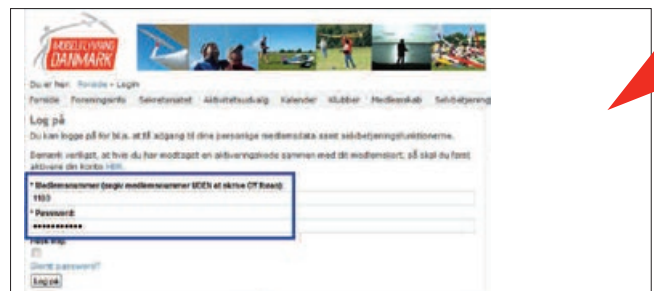 MODELFLYVNING
DANMARK
Du er her: Forside • Login
Forside Foreningsinfo Sekretariatet Aktivitetsudvalg Kalender Klubber Medlemskab Selvbetjening
Log på
Du kan logge på for bl.a. at få adgang til dine personlige medlemsdata samt selvbetjeningsfunktionerne.
Bemærk venligst, at hvis du har modtaget en aktiveringskode sammen med dit medlemskort, så skal du først
aktivere din konto HER.
* Medlemsnummer (angiv medlemsnummer UDEN at skrive OY foran):
1103
* Password:
•••••••••••
Husk mig:
Glemt password?
Log på